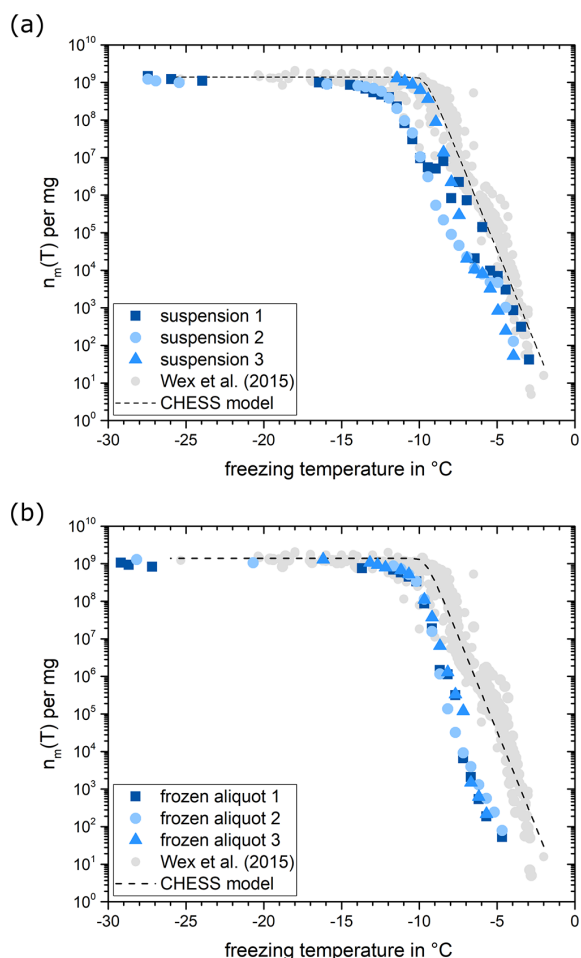 (a)
10^10
10^9
10^8
10^7
10^6
10^5
10^4
10^3
10^2
10^1
10^0
n_m(T) per mg
suspension 1
suspension 2
suspension 3
Wex et al. (2015)
CHESS model
-30 -25 -20 -15 -10 -5 0
freezing temperature in °C
(b)
10^10
10^9
10^8
10^7
10^6
10^5
10^4
10^3
10^2
10^1
10^0
n_m(T) per mg
frozen aliquot 1
frozen aliquot 2
frozen aliquot 3
Wex et al. (2015)
CHESS model
-30 -25 -20 -15 -10 -5 0
freezing temperature in °C